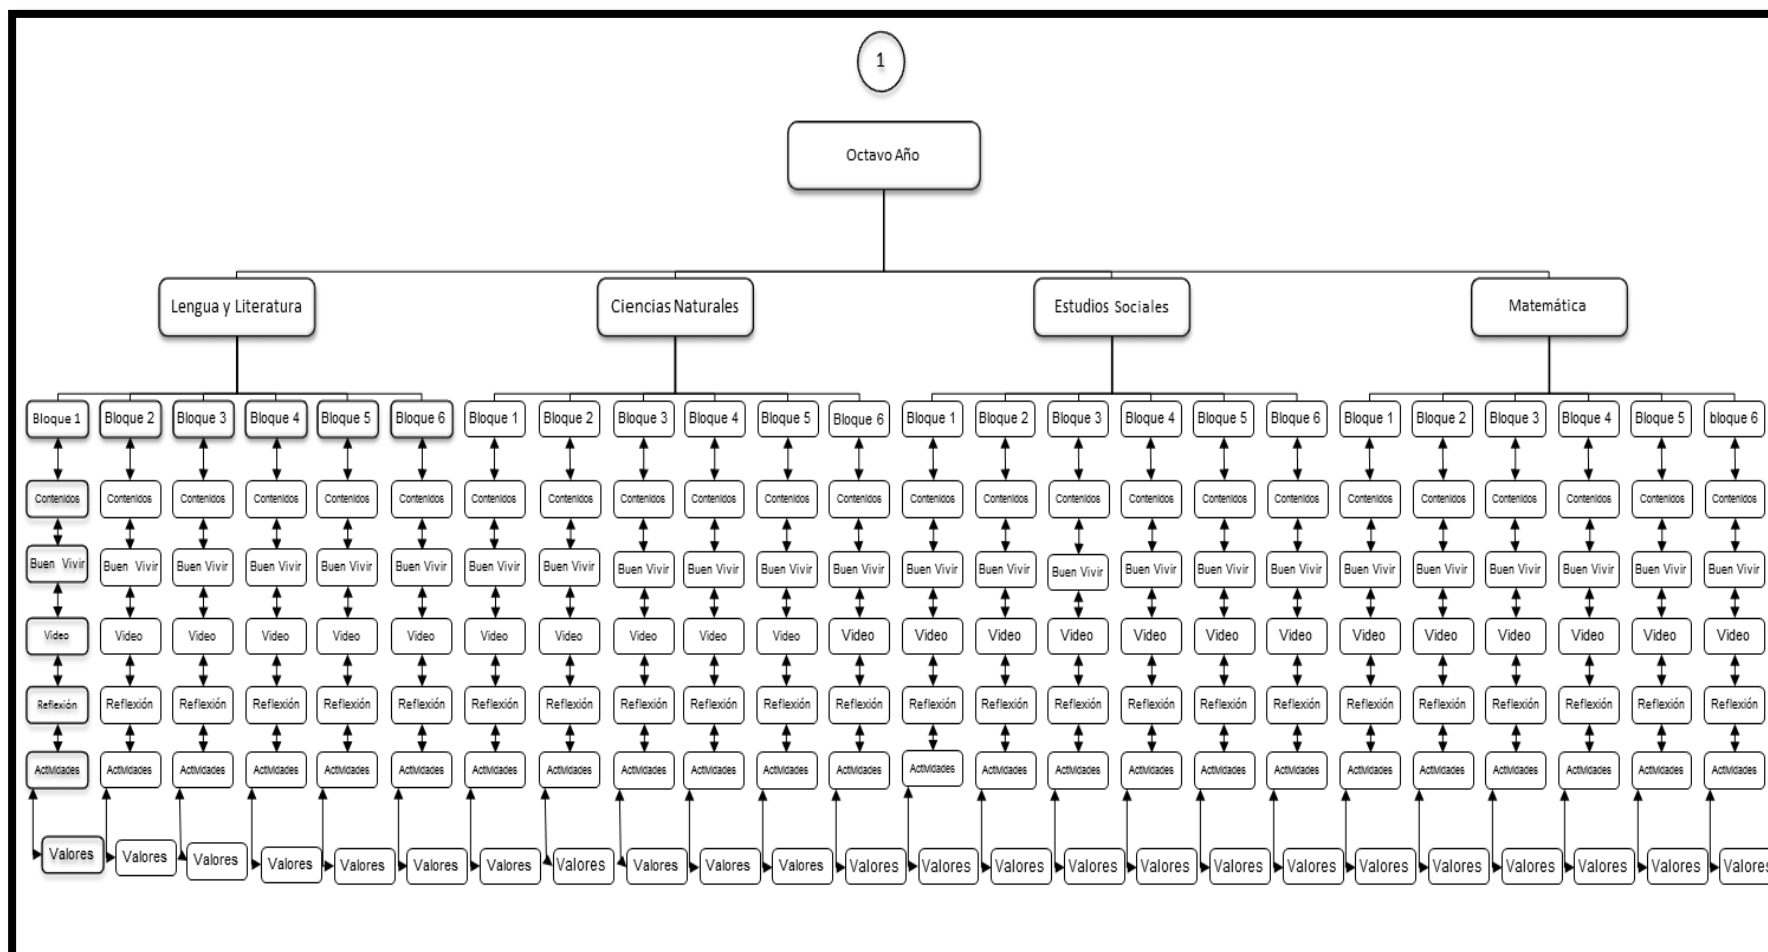 1
Octavo Año
Lengua y Literatura Ciencias Naturales Estudios Sociales Matemática
Bloque 1 Bloque 2 Bloque 3 Bloque 4 Bloque 5 Bloque 6 Bloque 1 Bloque 2 Bloque 3 Bloque 4 Bloque 5 Bloque 6 Bloque 1 Bloque 2 Bloque 3 Bloque 4 Bloque 5 Bloque 6 Bloque 1 Bloque 2 Bloque 3 Bloque 4 Bloque 5 bloque 6
Contenidos Contenidos Contenidos Contenidos Contenidos Contenidos Contenidos Contenidos Contenidos Contenidos Contenidos Contenidos Contenidos Contenidos Contenidos Contenidos Contenidos Contenidos Contenidos Contenidos Contenidos Contenidos Contenidos Contenidos
Buen Vivir Buen Vivir Buen Vivir Buen Vivir Buen Vivir Buen Vivir Buen Vivir Buen Vivir Buen Vivir Buen Vivir Buen Vivir Buen Vivir Buen Vivir Buen Vivir Buen Vivir Buen Vivir Buen Vivir Buen Vivir Buen Vivir Buen Vivir Buen Vivir Buen Vivir Buen Vivir Buen Vivir
Video Video Video Video Video Video Video Video Video Video Video Video Video Video Video Video Video Video Video Video Video Video Video Video
Reflexión Reflexión Reflexión Reflexión Reflexión Reflexión Reflexión Reflexión Reflexión Reflexión Reflexión Reflexión Reflexión Reflexión Reflexión Reflexión Reflexión Reflexión Reflexión Reflexión Reflexión Reflexión Reflexión Reflexión
Actividades Actividades Actividades Actividades Actividades Actividades Actividades Actividades Actividades Actividades Actividades Actividades Actividades Actividades Actividades Actividades Actividades Actividades Actividades Actividades Actividades Actividades Actividades Actividades
Valores Valores Valores Valores Valores Valores Valores Valores Valores Valores Valores Valores Valores Valores Valores Valores Valores Valores Valores Valores Valores Valores Valores Valores